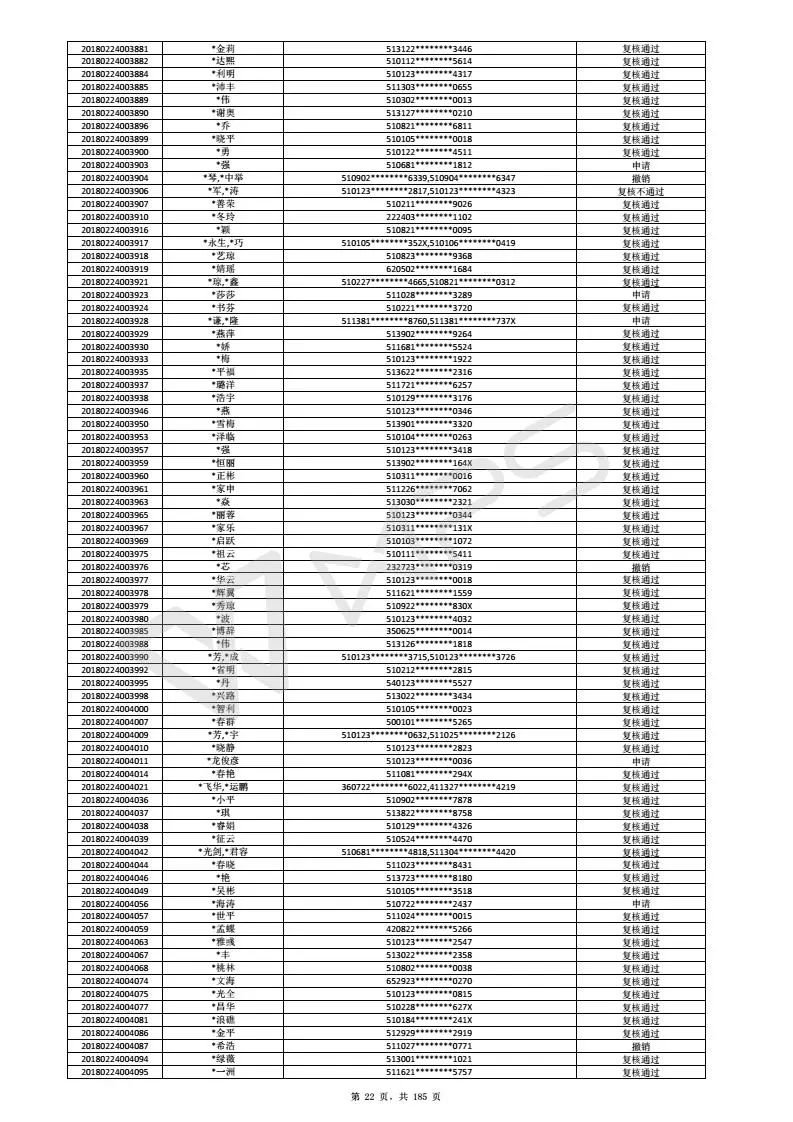 20180224003881 *金莉 513122********3446 复核通过
20180224003882 *达熙 510112********5614 复核通过
20180224003884 *利明 510123********4317 复核通过
20180224003885 *沛丰 511303********0655 复核通过
20180224003889 *伟 510302********0013 复核通过
20180224003890 *谢奥 513127********0210 复核通过
20180224003896 *乔 510821********6811 复核通过
20180224003899 *晓平 510105********0018 复核通过
20180224003900 *勇 510122********4511 复核通过
20180224003903 *强 510681********1812 申请
20180224003904 *琴,*中举 510902********6339,510904********6347 撤销
20180224003906 *军,*涛 510123********2817,510123********4323 复核不通过
20180224003907 *善荣 510211********9026 复核通过
20180224003910 *冬玲 222403********1102 复核通过
20180224003916 *颖 510821********0095 复核通过
20180224003917 *永生,*巧 510105********352X,510106********0419 复核通过
20180224003918 *艺琼 510823********9368 复核通过
20180224003919 *婧瑶 620502********1684 复核通过
20180224003921 *琼,*鑫 510227********4665,510821********0312 复核通过
20180224003923 *莎莎 511028********3289 申请
20180224003924 *书芬 510221********3720 复核通过
20180224003928 *谦,*隆 511381********8760,511381********737X 申请
20180224003929 *燕萍 513902********9264 复核通过
20180224003930 *娇 511681********5524 复核通过
20180224003933 *梅 510123********1922 复核通过
20180224003935 *平福 513622********2316 复核通过
20180224003937 *璐洋 511721********6257 复核通过
20180224003938 *浩宇 510129********3176 复核通过
20180224003946 *燕 510123********0346 复核通过
20180224003950 *雪梅 513901********3320 复核通过
20180224003953 *泽临 510104********0263 复核通过
20180224003957 *强 510123********3418 复核通过
20180224003959 *恒丽 513902********164X 复核通过
20180224003960 *正彬 510311********0016 复核通过
20180224003961 *家申 511226********7062 复核通过
20180224003963 *焱 513030********2321 复核通过
20180224003965 *丽蓉 510123********0344 复核通过
20180224003967 *家乐 510311********131X 复核通过
20180224003969 *启跃 510103********1072 复核通过
20180224003975 *祖云 510111********5411 复核通过
20180224003976 *芯 232723********0319 撤销
20180224003977 *华云 510123********0018 复核通过
20180224003978 *辉翼 511621********1559 复核通过
20180224003979 *秀琼 510922********830X 复核通过
20180224003980 *波 510123********4032 复核通过
20180224003985 *博辞 350625********0014 复核通过
20180224003988 *伟 513126********1818 复核通过
20180224003990 *芳,*成 510123********3715,510123********3726 复核通过
20180224003992 *省明 510212********2815 复核通过
20180224003995 *丹 540123********5527 复核通过
20180224003998 *兴路 513022********3434 复核通过
20180224004000 *智利 510105********0023 复核通过
20180224004007 *春群 500101********5265 复核通过
20180224004009 *芳,*宇 510123********0632,511025********2126 复核通过
20180224004010 *晓静 510123********2823 复核通过
20180224004011 *龙俊彦 510123********0036 申请
20180224004014 *春艳 511081********294X 复核通过
20180224004021 *飞华,*运鹏 360722********6022,411327********4219 复核通过
20180224004036 *小平 510902********7878 复核通过
20180224004037 *琪 513822********8758 复核通过
20180224004038 *睿娟 510129********4326 复核通过
20180224004039 *征云 510524********4470 复核通过
20180224004042 *光剑,*君容 510681********4818,511304********4420 复核通过
20180224004044 *春晓 511023********8431 复核通过
20180224004046 *艳 513723********8180 复核通过
20180224004049 *吴彬 510105********3518 复核通过
20180224004056 *海涛 510722********2437 申请
20180224004057 *世平 511024********0015 复核通过
20180224004059 *孟蝶 420822********5266 复核通过
20180224004063 *雅彧 510123********2547 复核通过
20180224004067 *丰 513022********2358 复核通过
20180224004068 *桃林 510802********0038 复核通过
20180224004074 *文海 652923********0270 复核通过
20180224004075 *光全 510123********0815 复核通过
20180224004077 *昌华 510228********627X 复核通过
20180224004081 *浪礁 510184********241X 复核通过
20180224004086 *金平 512929********2919 复核通过
20180224004087 *希浩 511027********0771 撤销
20180224004094 *绿薇 513001********1021 复核通过
20180224004095 *一洲 511621********5757 复核通过
第 22 页，共 185 页